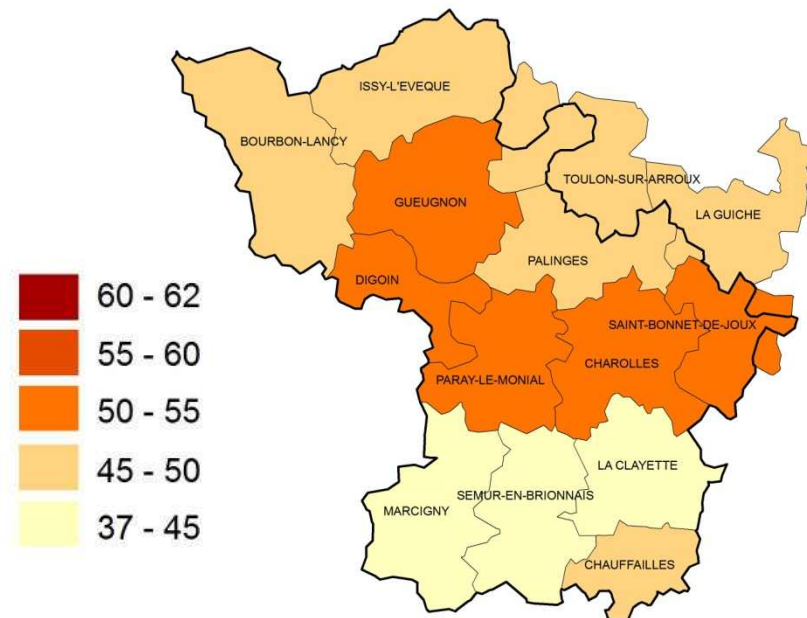 ISSY-L'EVEQUE
BOURBON-LANCY
TOULON-SUR-ARROUX
GUEUGNON
LA GUICHE
PALINGES
DIGOIN
60 - 62
SAINT-BONNET-DE-JOUX
55 - 60
CHAROLLES
PARAY-LE-MONIAL
50 - 55
45 - 50
LA CLAYETTE
SEMUR-EN-BRIONNAIS
MARCIGNY
37 - 45
CHAUFFAILLES